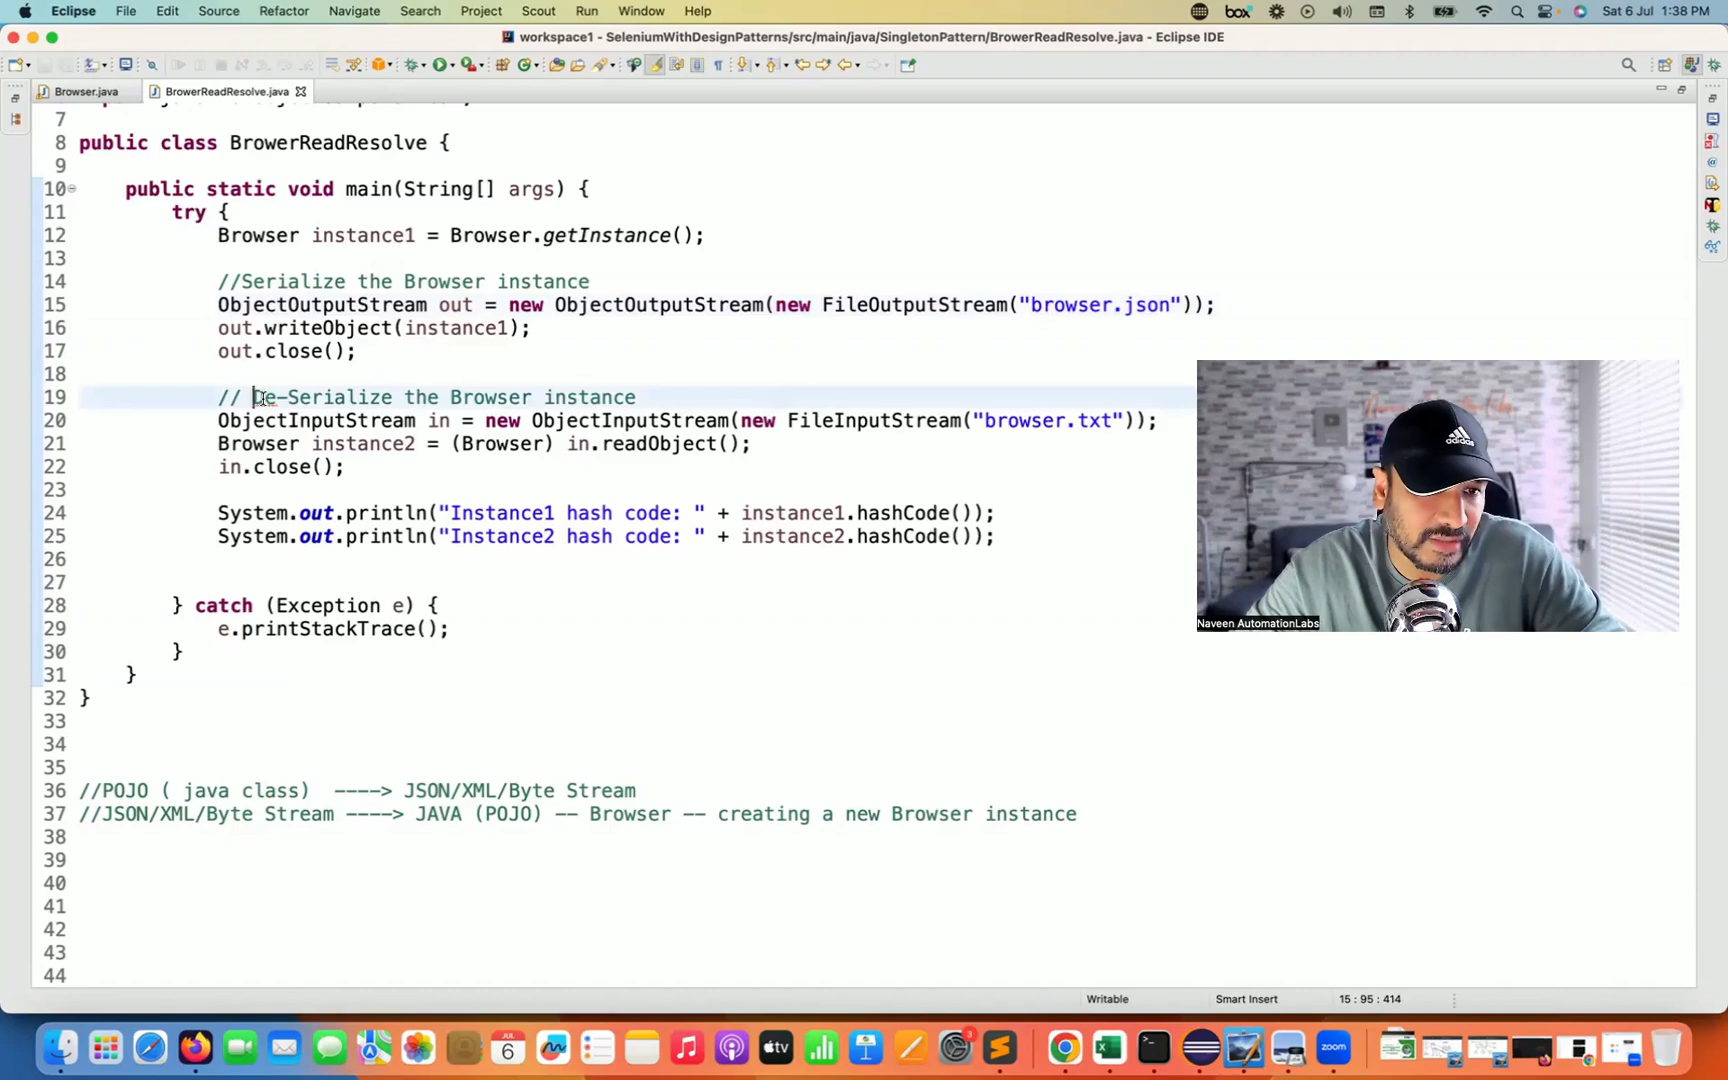 Eclipse File Edit Source Refactor Navigate Search Project Scout Run Window Help box Sat 6 Jul 1:38 PM
workspace1 - SeleniumWithDesignPatterns/src/main/java/SingletonPattern/BrowerReadResolve.java - Eclipse IDE
Browser.java BrowerReadResolve.java
7
8 public class BrowerReadResolve {
9
10 public static void main(String[] args) {
11 try {
12 Browser instance1 = Browser.getInstance();
13
14 //Serialize the Browser instance
15 ObjectOutputStream out = new ObjectOutputStream(new FileOutputStream("browser.json"));
16 out.writeObject(instance1);
17 out.close();
18
19 // De-Serialize the Browser instance
20 ObjectInputStream in = new ObjectInputStream(new FileInputStream("browser.txt"));
21 Browser instance2 = (Browser) in.readObject();
22 in.close();
23
24 System.out.println("Instance1 hash code: " + instance1.hashCode());
25 System.out.println("Instance2 hash code: " + instance2.hashCode());
26
27
28 } catch (Exception e) {
29 e.printStackTrace();
30 }
31 }
32 }
33
34
35
36 //POJO ( java class) ----> JSON/XML/Byte Stream
37 //JSON/XML/Byte Stream ----> JAVA (POJO) -- Browser -- creating a new Browser instance
38
39
40
41
42
43
44
Naveen AutomationLabs
Writable Smart Insert 15 : 95 : 414
JUL
6
tv
3
zoom